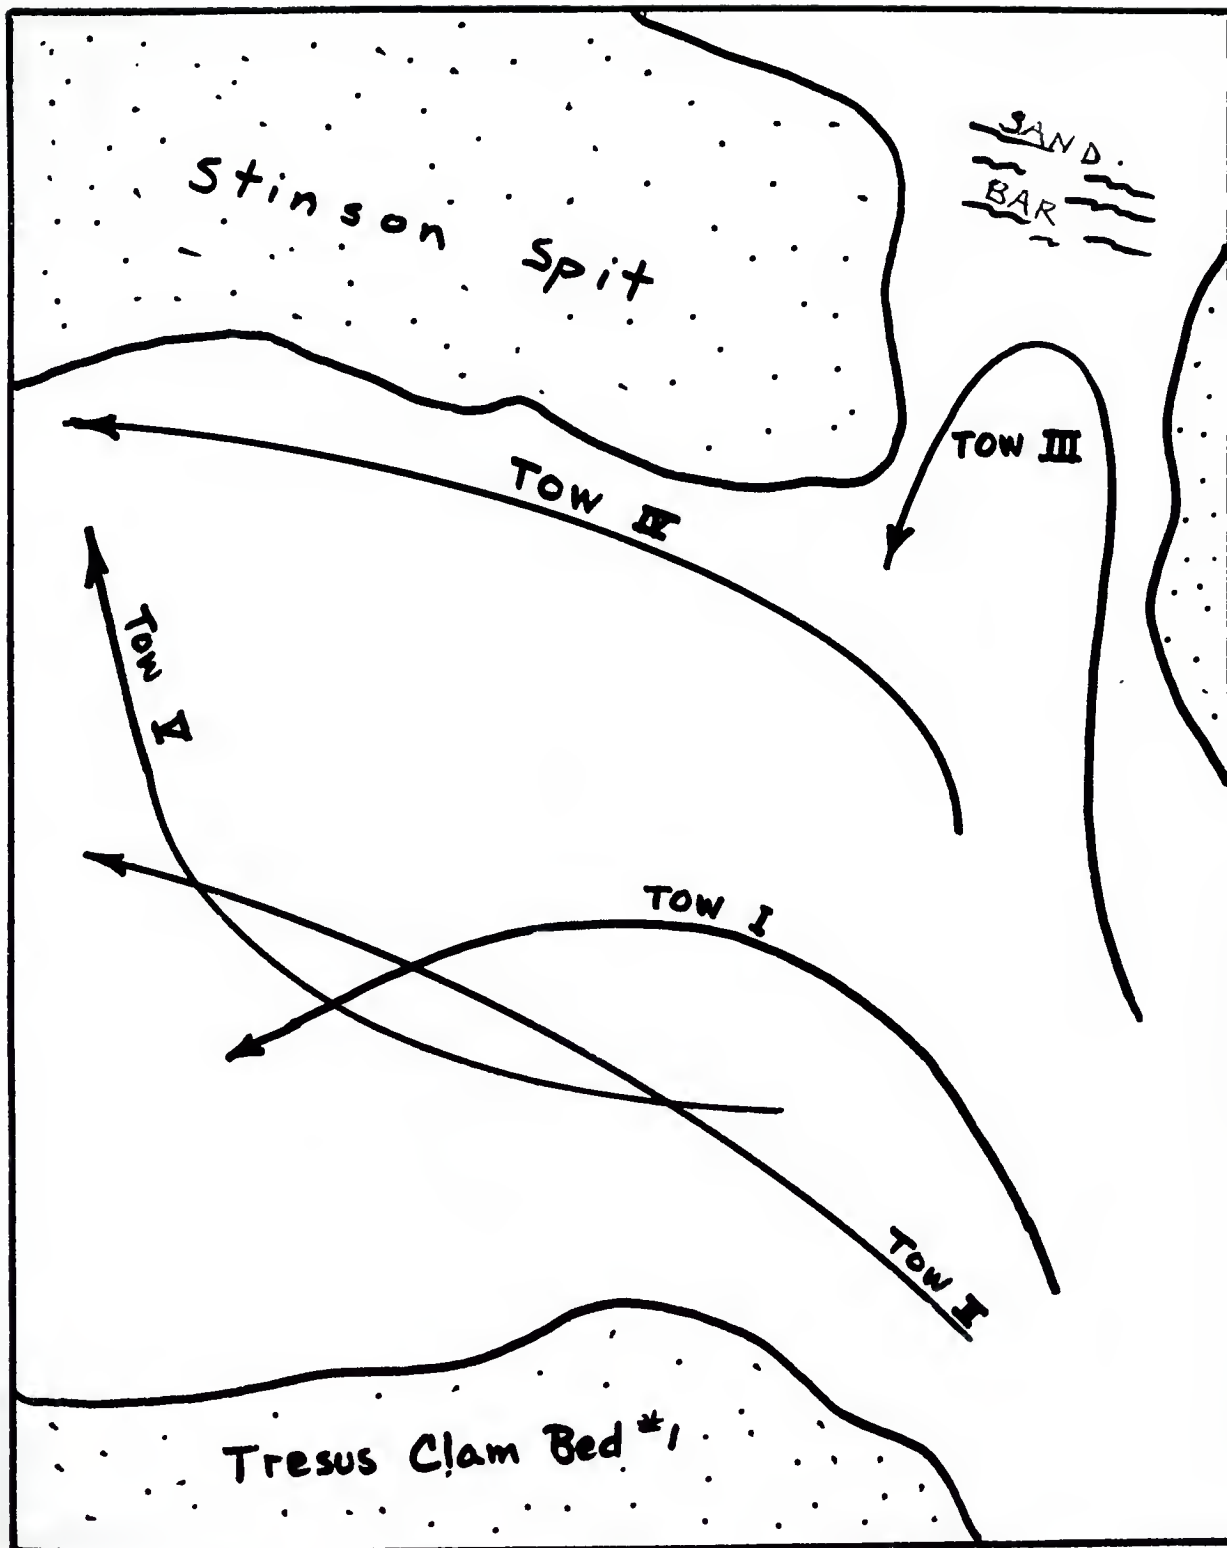 SAND
BAR
Stinson Spit
TOW III
TOW IV
TOW V
TOW I
TOW II
Tresus Clam Bed #1